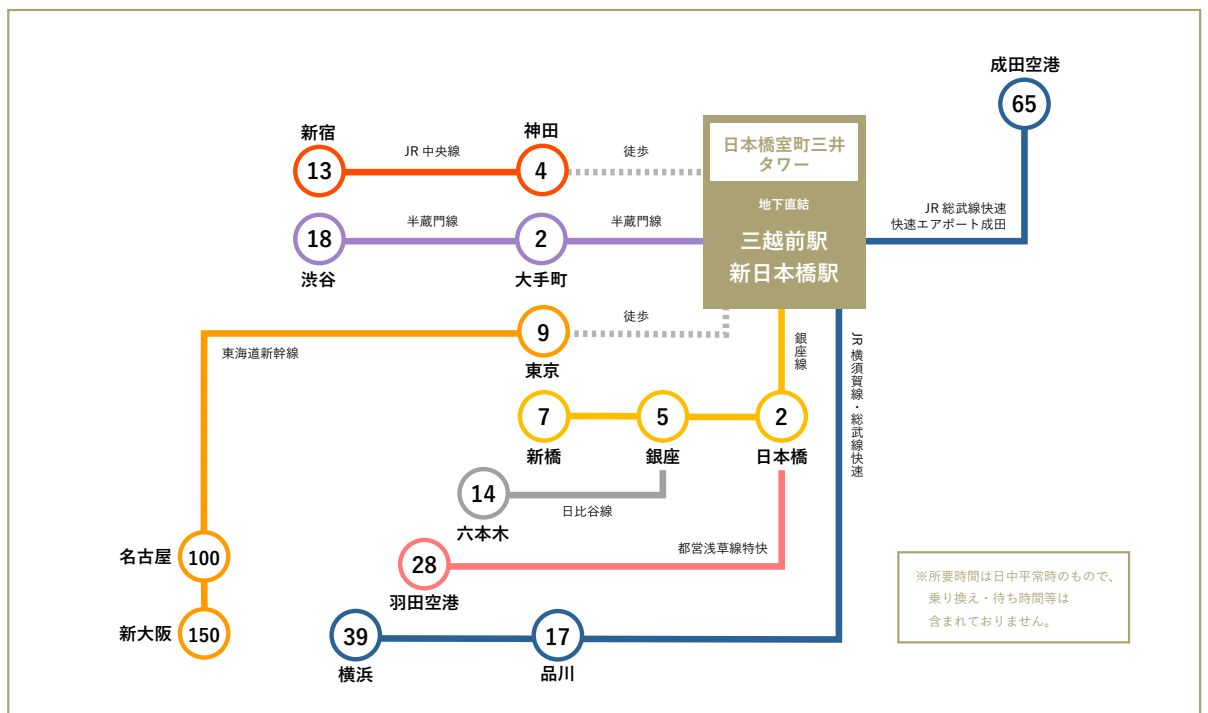 成田空港
65
新宿
13
JR 中央線
神田
4
徒歩
日本橋室町三井
タワー
地下直結
三越前駅
新日本橋駅
JR 総武線快速
快速エアポート成田
18
渋谷
半蔵門線
2
大手町
半蔵門線
9
東京
徒歩
東海道新幹線
銀座線
JR 横須賀線・総武線快速
7
新橋
5
銀座
2
日本橋
14
六本木
日比谷線
都営浅草線特快
28
羽田空港
名古屋
100
新大阪
150
39
横浜
17
品川
※所要時間は日中平常時のもので、
乗り換え・待ち時間等は
含まれておりません。